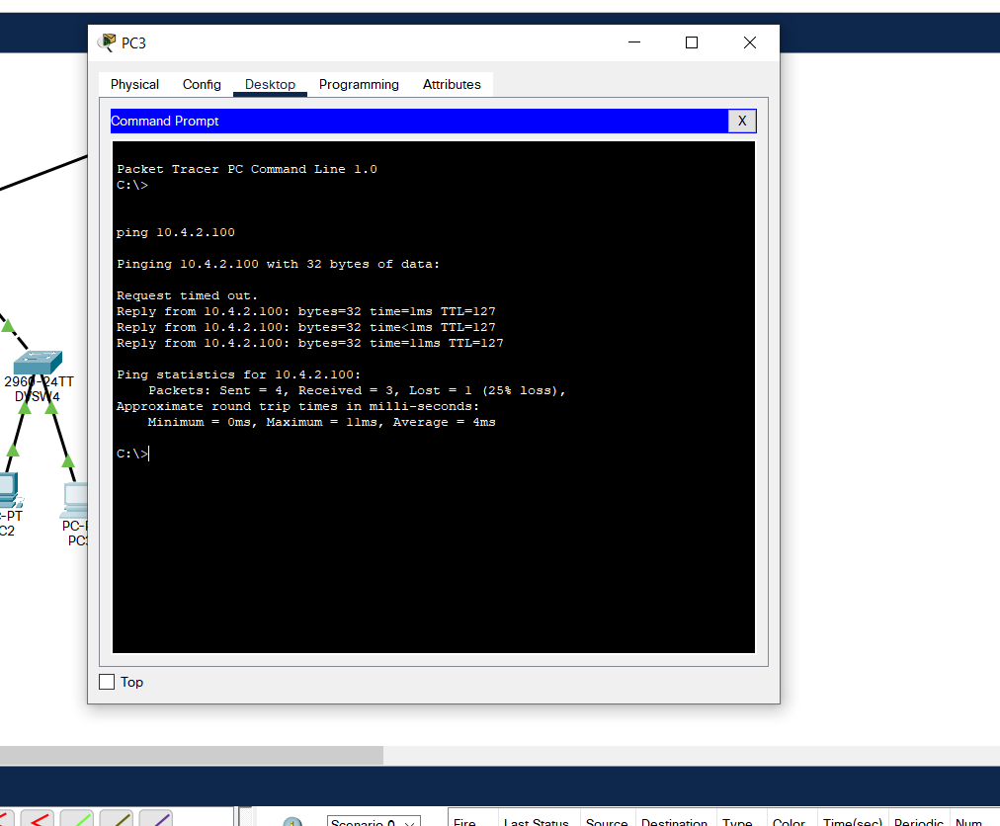 PC3
Physical Config Desktop Programming Attributes
Command Prompt X
Packet Tracer PC Command Line 1.0
C:\>
ping 10.4.2.100
Pinging 10.4.2.100 with 32 bytes of data:
Request timed out.
Reply from 10.4.2.100: bytes=32 time=1ms TTL=127
Reply from 10.4.2.100: bytes=32 time<1ms TTL=127
Reply from 10.4.2.100: bytes=32 time=11ms TTL=127
Ping statistics for 10.4.2.100:
Packets: Sent = 4, Received = 3, Lost = 1 (25% loss),
Approximate round trip times in milli-seconds:
Minimum = 0ms, Maximum = 11ms, Average = 4ms
C:\>
2960-24TT
-PT
C2
PC-
PC
Top
Scenario 0
Fire Last Status Source Destination Type Color Time(sec) Periodic Num